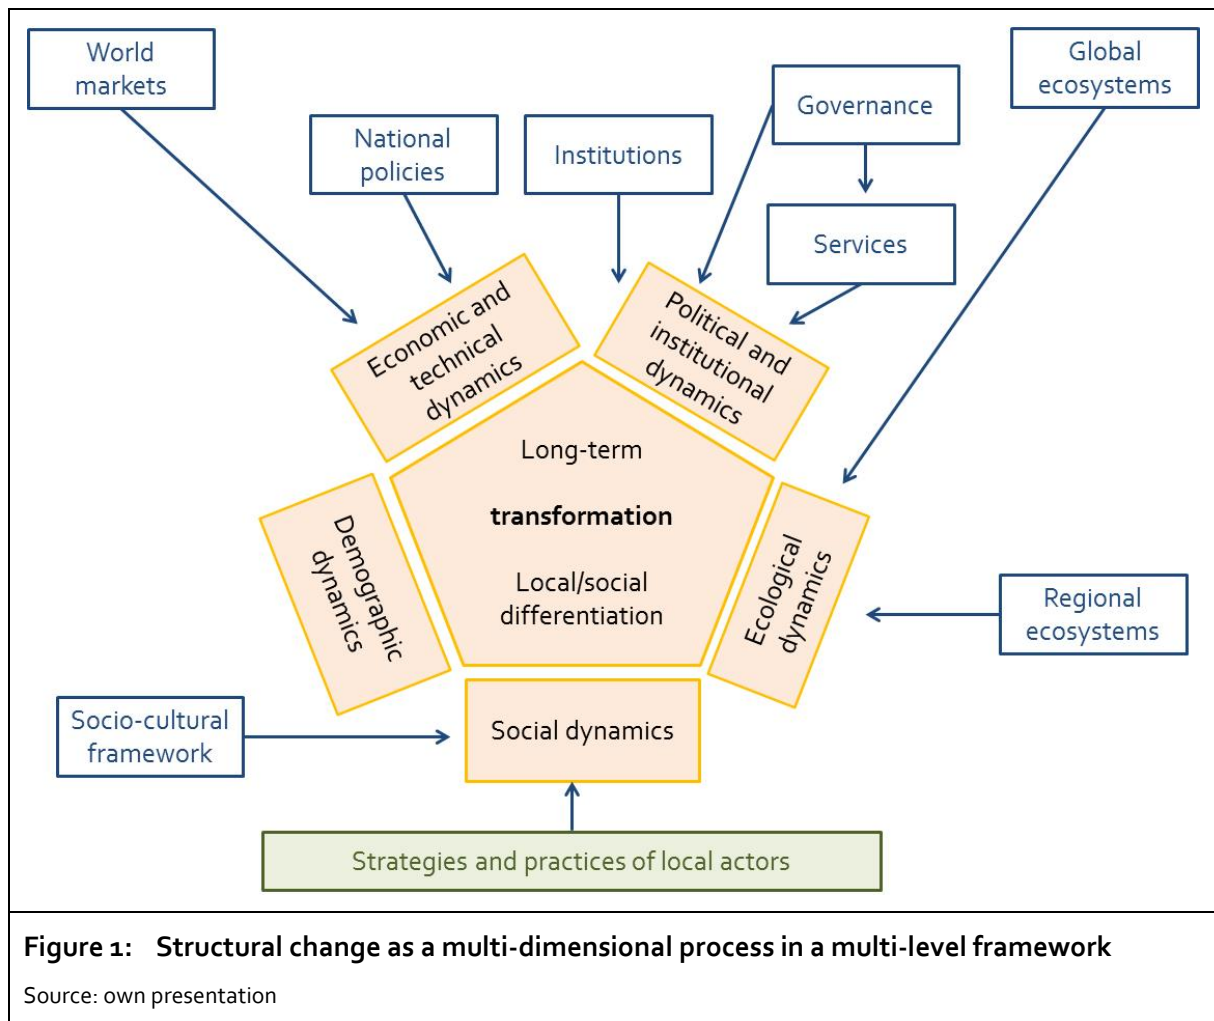 World
markets
National
policies
Institutions
Governance
Global
ecosystems
Services
Economic and
technical
dynamics
Political and
institutional
dynamics
Long-term
transformation
Local/social
differentiation
Demographic
dynamics
Ecological
dynamics
Regional
ecosystems
Socio-cultural
framework
Social dynamics
Strategies and practices of local actors
Figure 1: Structural change as a multi-dimensional process in a multi-level framework
Source: own presentation